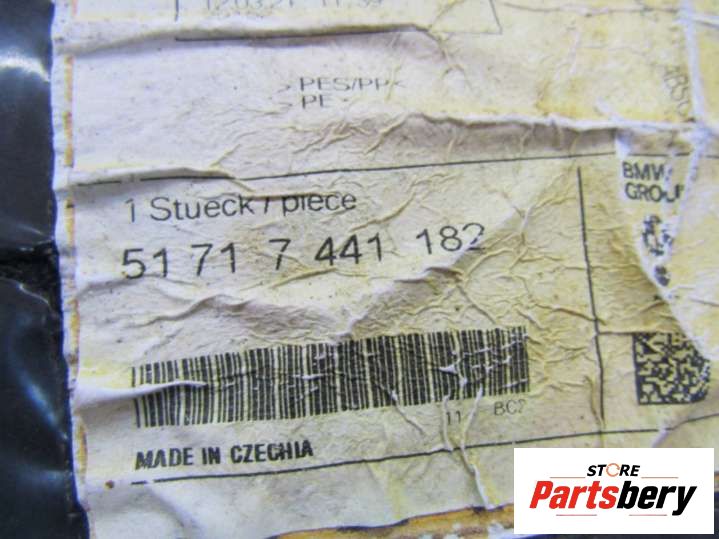 >PES/PP<
>PE<
1 Stueck / piece
51 71 7 441 182
BMW
GROUP
11 BC2
MADE IN CZECHIA
STORE
Partsbery